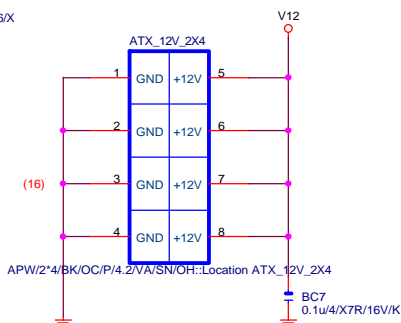 6/X
V12
ATX_12V_2X4
1 GND +12V 5
2 GND +12V 6
(16) 3 GND +12V 7
4 GND +12V 8
APW/2*4/BK/OC/P/4.2/VA/SN/OH::Location ATX_12V_2X4
BC7
0.1u/4/X7R/16V/K